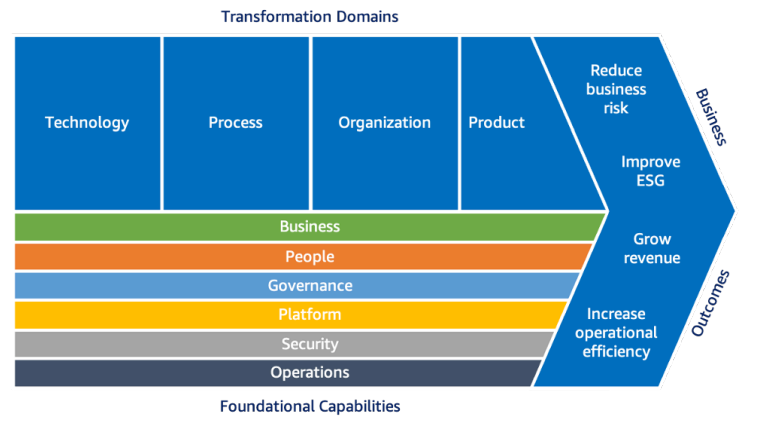 Transformation Domains
Technology
Process
Organization
Product
Reduce
business
risk
Improve
ESG
Grow
revenue
Increase
operational
efficiency
Business
Outcomes
Business
People
Governance
Platform
Security
Operations
Foundational Capabilities